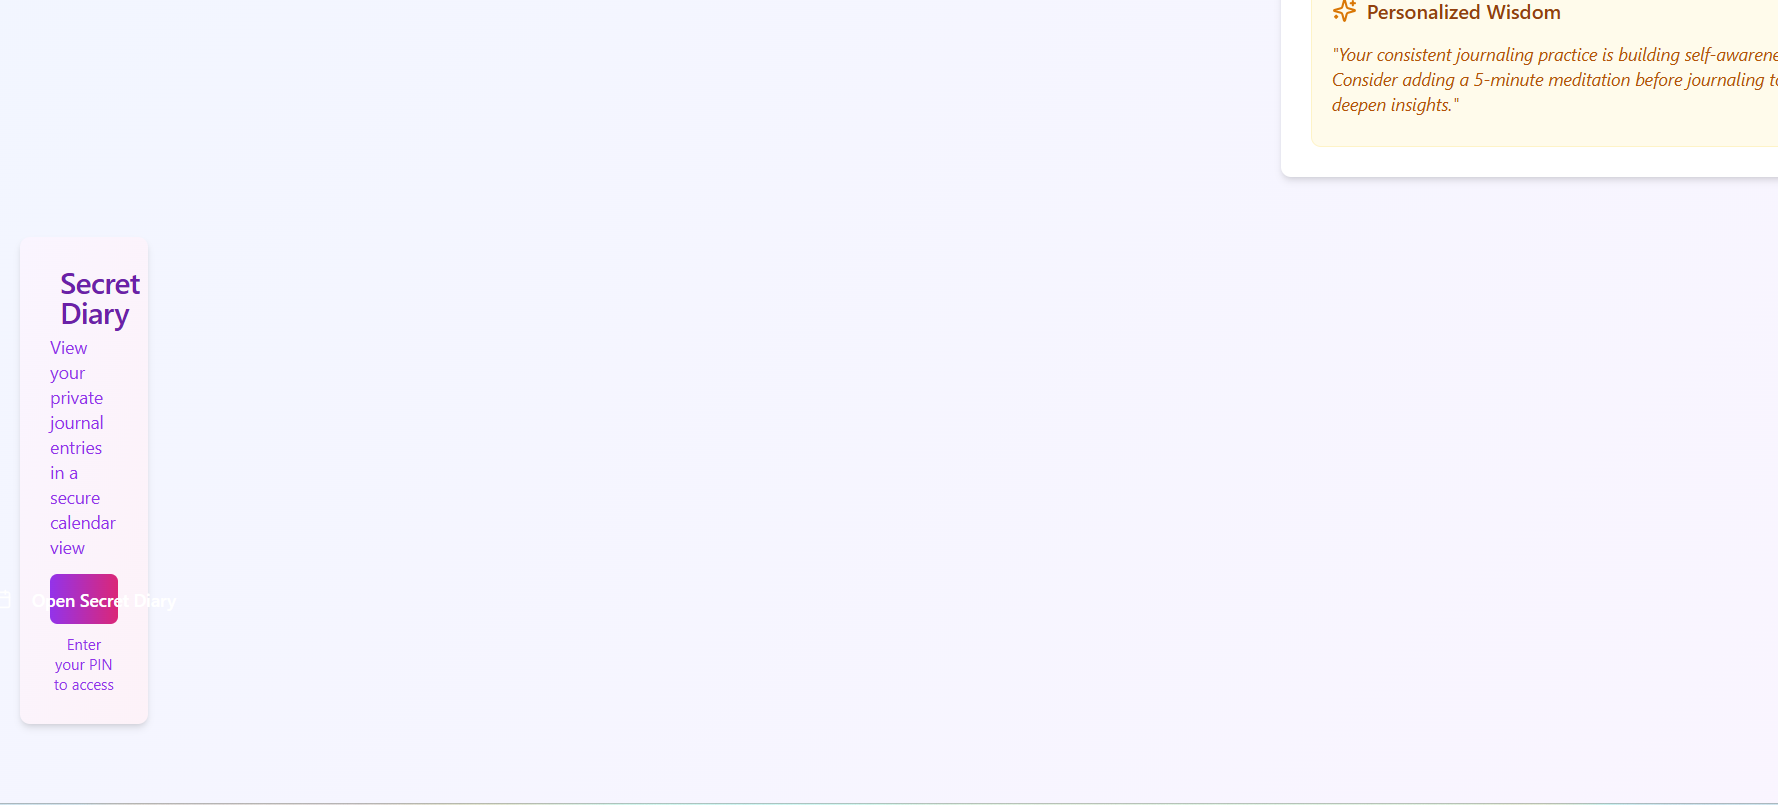 Personalized Wisdom
"Your consistent journaling practice is building self-awarene
Consider adding a 5-minute meditation before journaling to
deepen insights."
Secret
Diary
View
your
private
journal
entries
in a
secure
calendar
view
Open Secret Diary
Enter
your PIN
to access